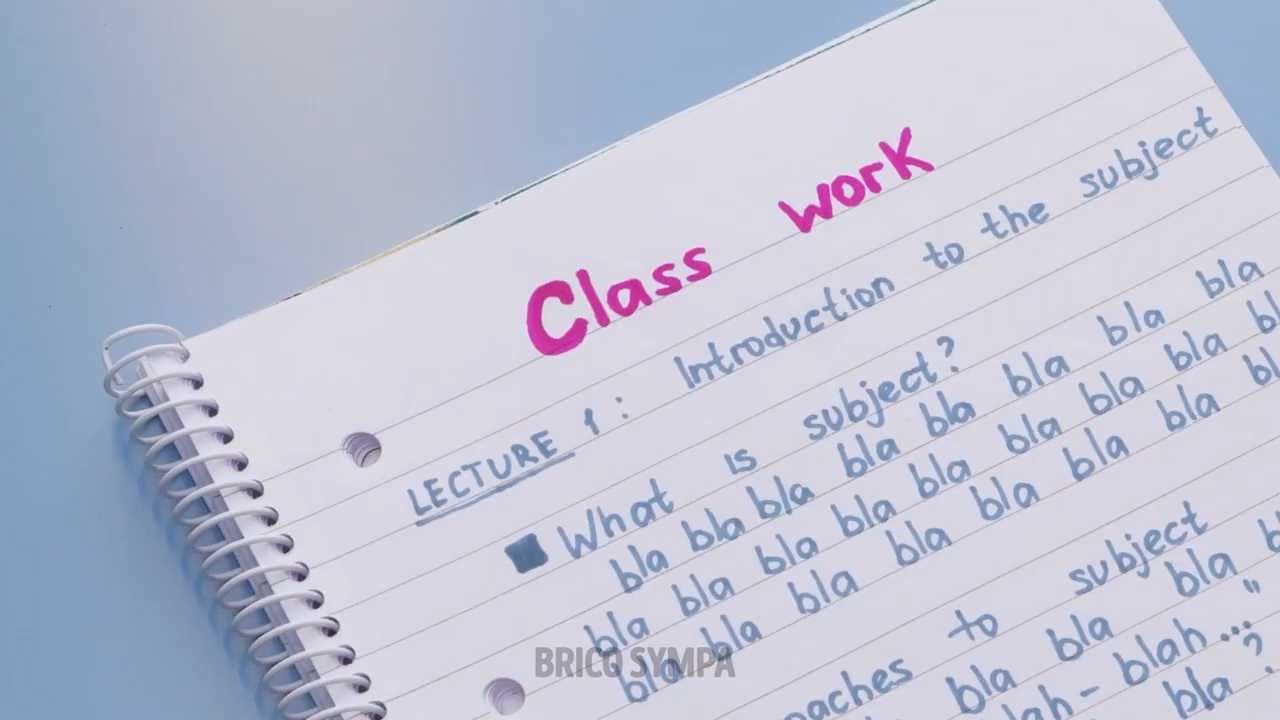 Class work
LECTURE 1: Introduction to the subject
What is subject?
bla bla bla bla bla bla bla bla
bla bla bla bla bla bla bla bla
bla bla bla bla bla bla bla
to subject
bla bla bla
blah...”
bla?
BRICO SYMPA